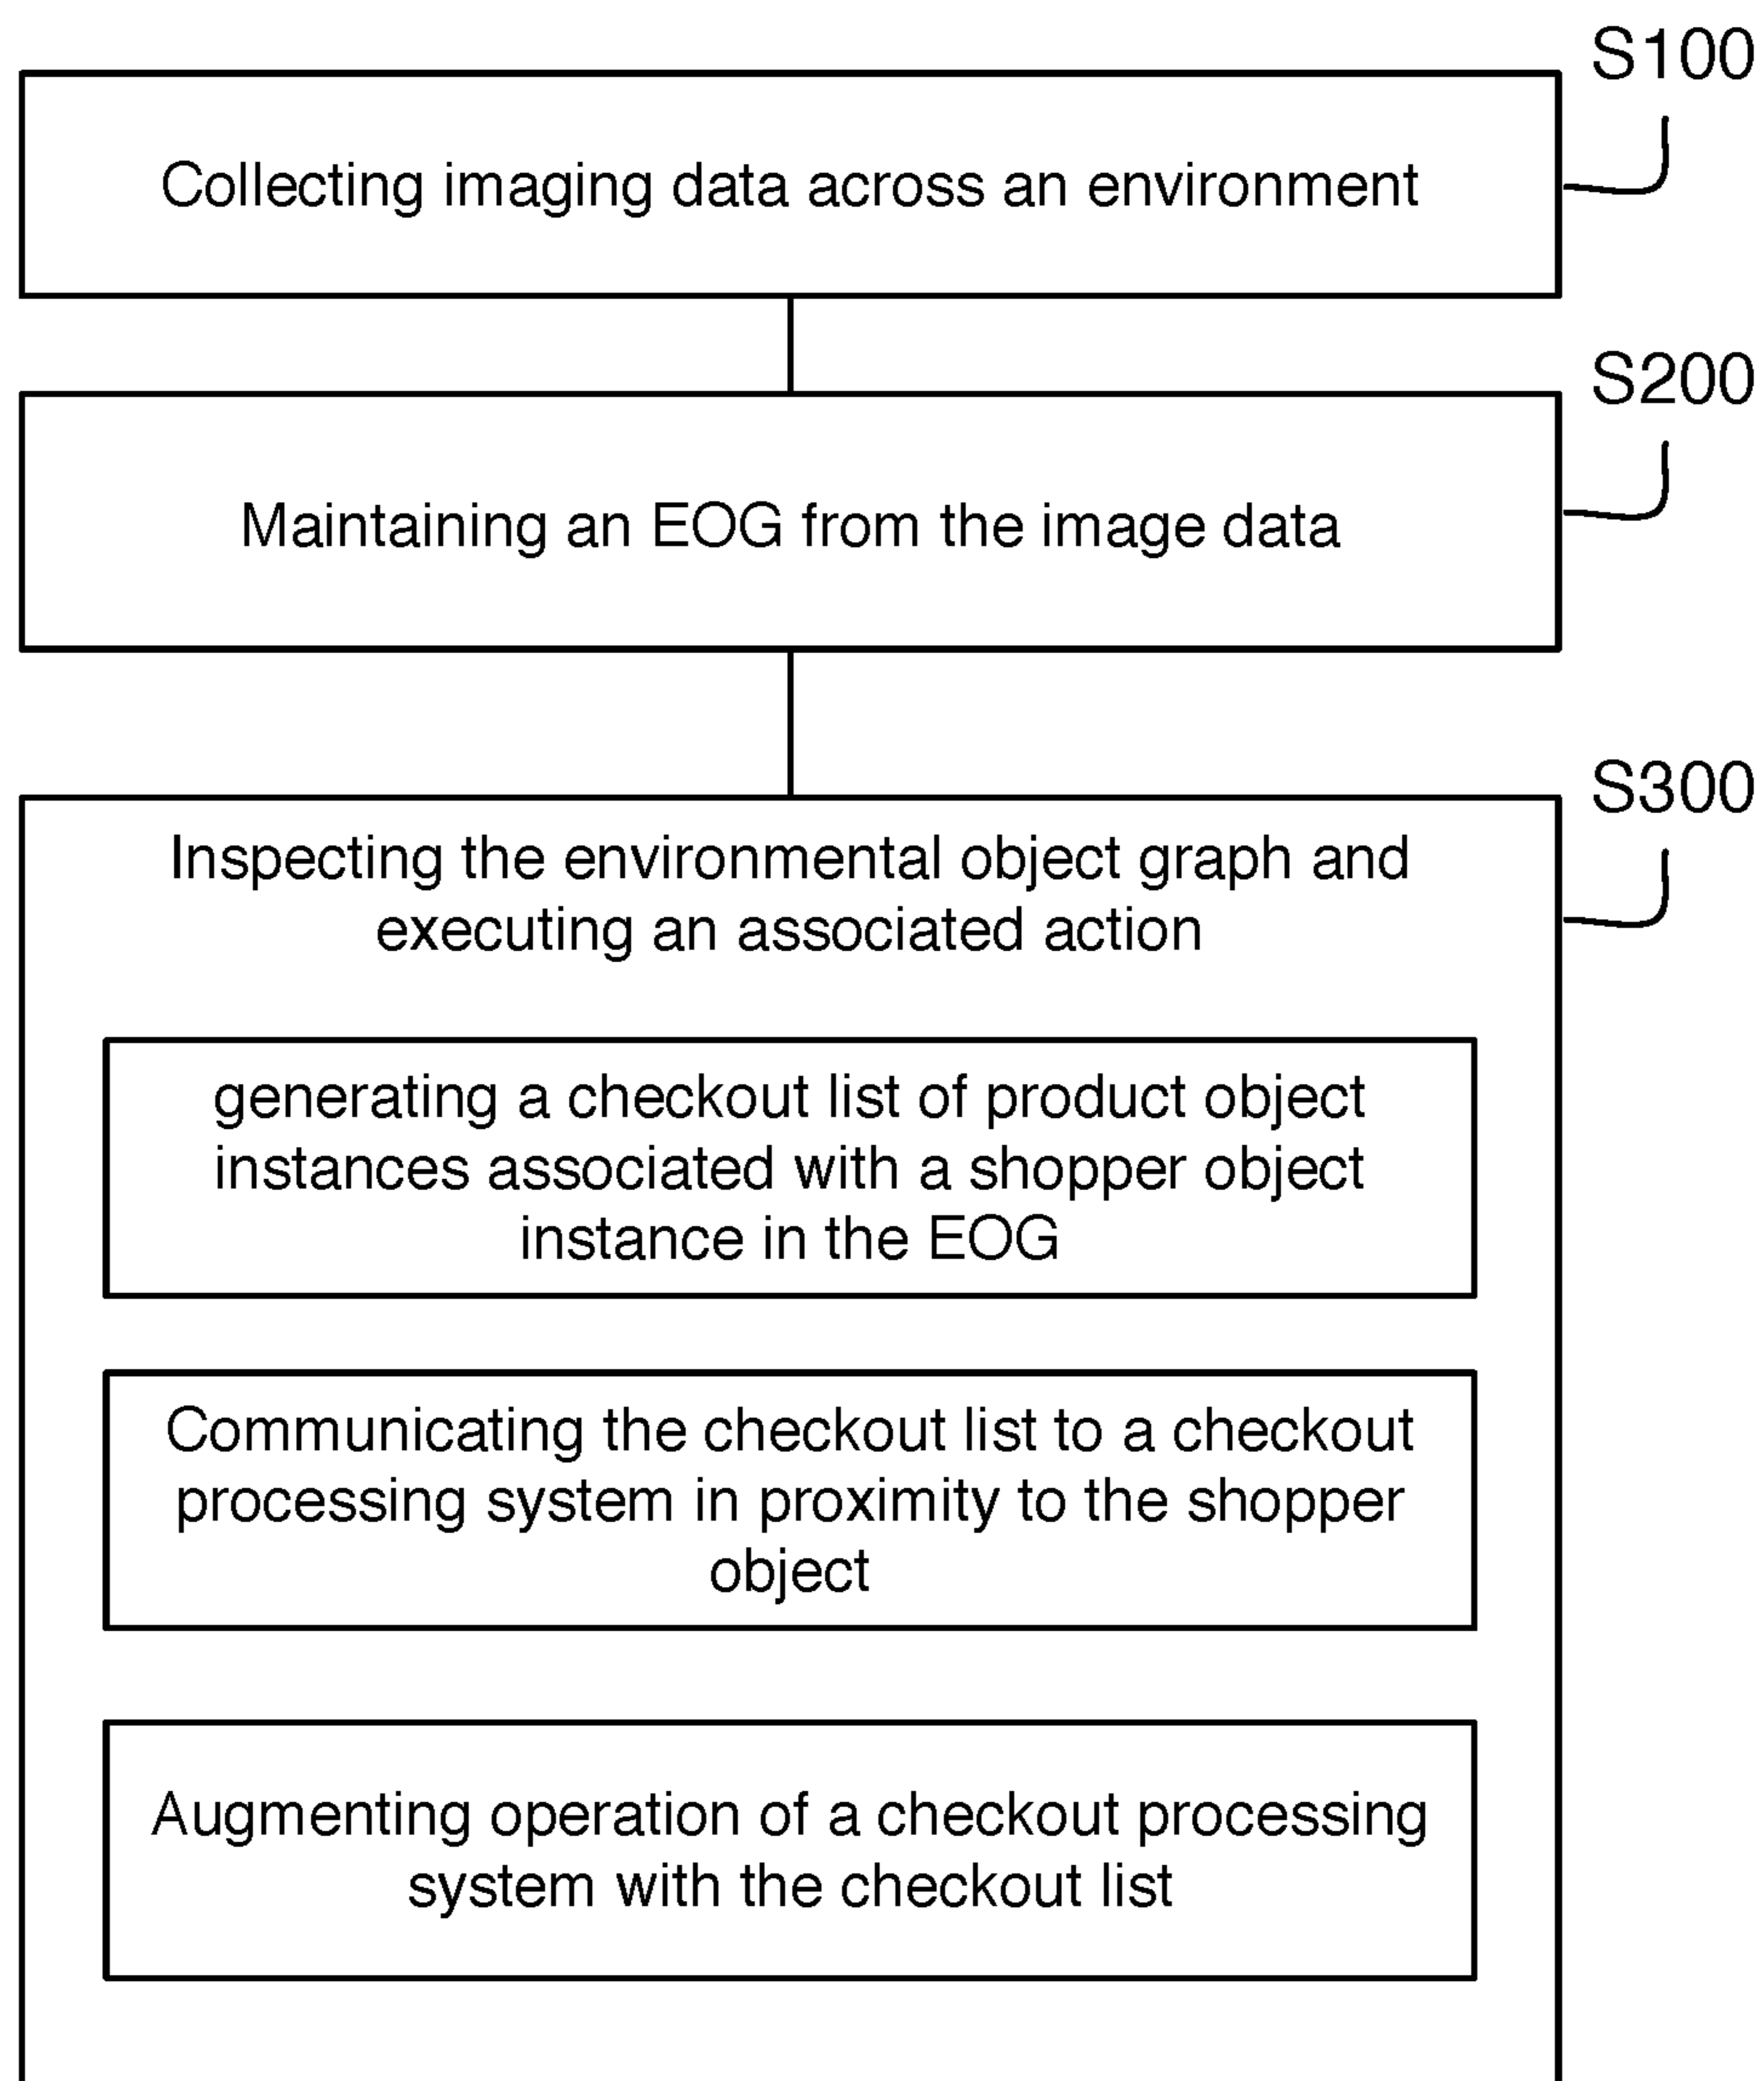 S100
Collecting imaging data across an environment
S200
Maintaining an EOG from the image data
S300
Inspecting the environmental object graph and
executing an associated action
generating a checkout list of product object
instances associated with a shopper object
instance in the EOG
Communicating the checkout list to a checkout
processing system in proximity to the shopper
object
Augmenting operation of a checkout processing
system with the checkout list